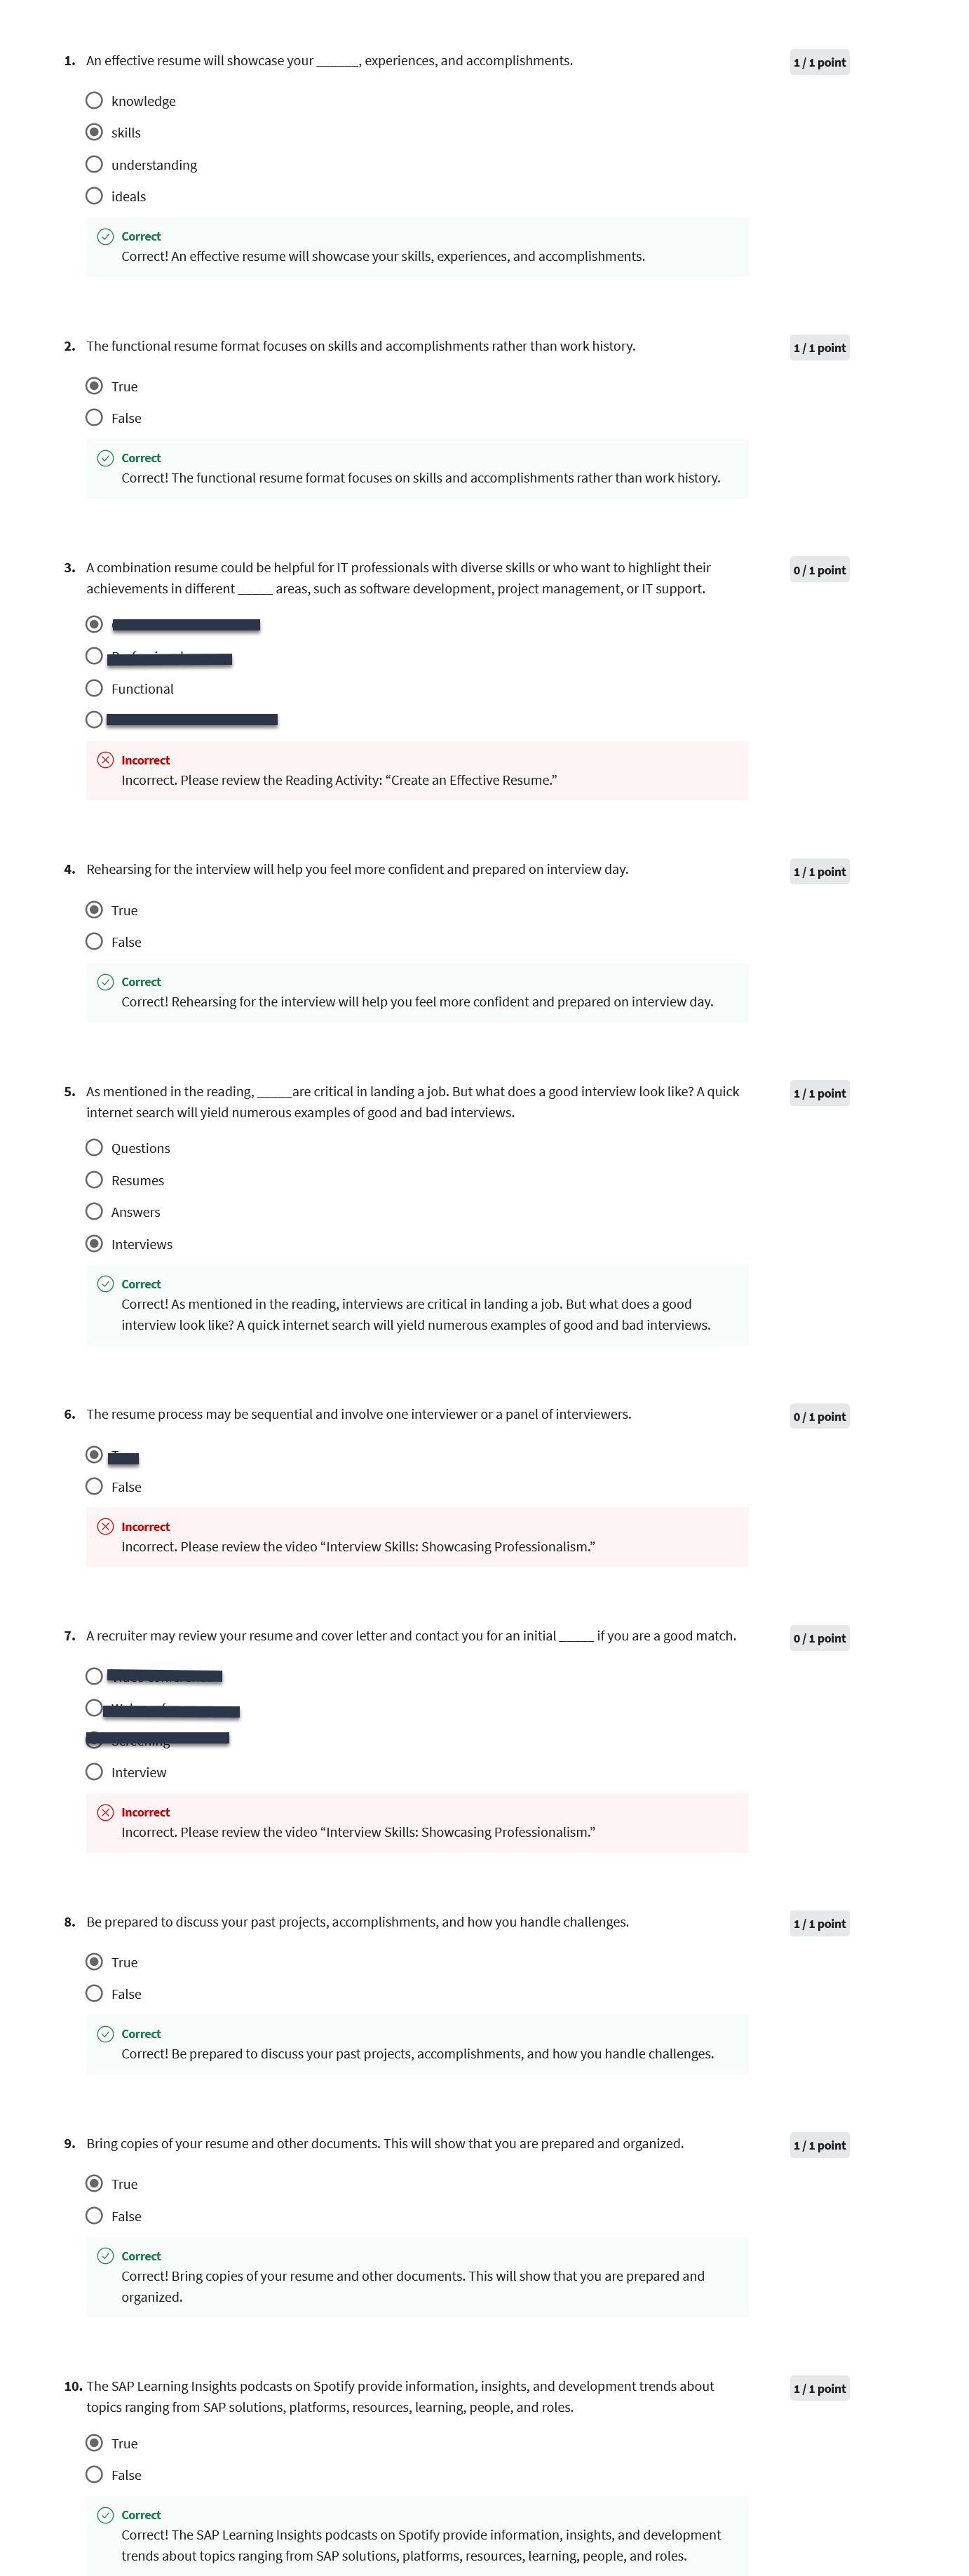 1. An effective resume will showcase your ______, experiences, and accomplishments.
1 / 1 point
knowledge
skills
understanding
ideals
Correct
Correct! An effective resume will showcase your skills, experiences, and accomplishments.
2. The functional resume format focuses on skills and accomplishments rather than work history.
1 / 1 point
True
False
Correct
Correct! The functional resume format focuses on skills and accomplishments rather than work history.
3. A combination resume could be helpful for IT professionals with diverse skills or who want to highlight their
0 / 1 point
achievements in different _____ areas, such as software development, project management, or IT support.
Functional
Incorrect
Incorrect. Please review the Reading Activity: “Create an Effective Resume.”
4. Rehearsing for the interview will help you feel more confident and prepared on interview day.
1 / 1 point
True
False
Correct
Correct! Rehearsing for the interview will help you feel more confident and prepared on interview day.
5. As mentioned in the reading, _____are critical in landing a job. But what does a good interview look like? A quick
1 / 1 point
internet search will yield numerous examples of good and bad interviews.
Questions
Resumes
Answers
Interviews
Correct
Correct! As mentioned in the reading, interviews are critical in landing a job. But what does a good
interview look like? A quick internet search will yield numerous examples of good and bad interviews.
6. The resume process may be sequential and involve one interviewer or a panel of interviewers.
0 / 1 point
False
Incorrect
Incorrect. Please review the video “Interview Skills: Showcasing Professionalism.”
7. A recruiter may review your resume and cover letter and contact you for an initial _____ if you are a good match.
0 / 1 point
Screening
Interview
Incorrect
Incorrect. Please review the video “Interview Skills: Showcasing Professionalism.”
8. Be prepared to discuss your past projects, accomplishments, and how you handle challenges.
1 / 1 point
True
False
Correct
Correct! Be prepared to discuss your past projects, accomplishments, and how you handle challenges.
9. Bring copies of your resume and other documents. This will show that you are prepared and organized.
1 / 1 point
True
False
Correct
Correct! Bring copies of your resume and other documents. This will show that you are prepared and
organized.
10. The SAP Learning Insights podcasts on Spotify provide information, insights, and development trends about
1 / 1 point
topics ranging from SAP solutions, platforms, resources, learning, people, and roles.
True
False
Correct
Correct! The SAP Learning Insights podcasts on Spotify provide information, insights, and development
trends about topics ranging from SAP solutions, platforms, resources, learning, people, and roles.